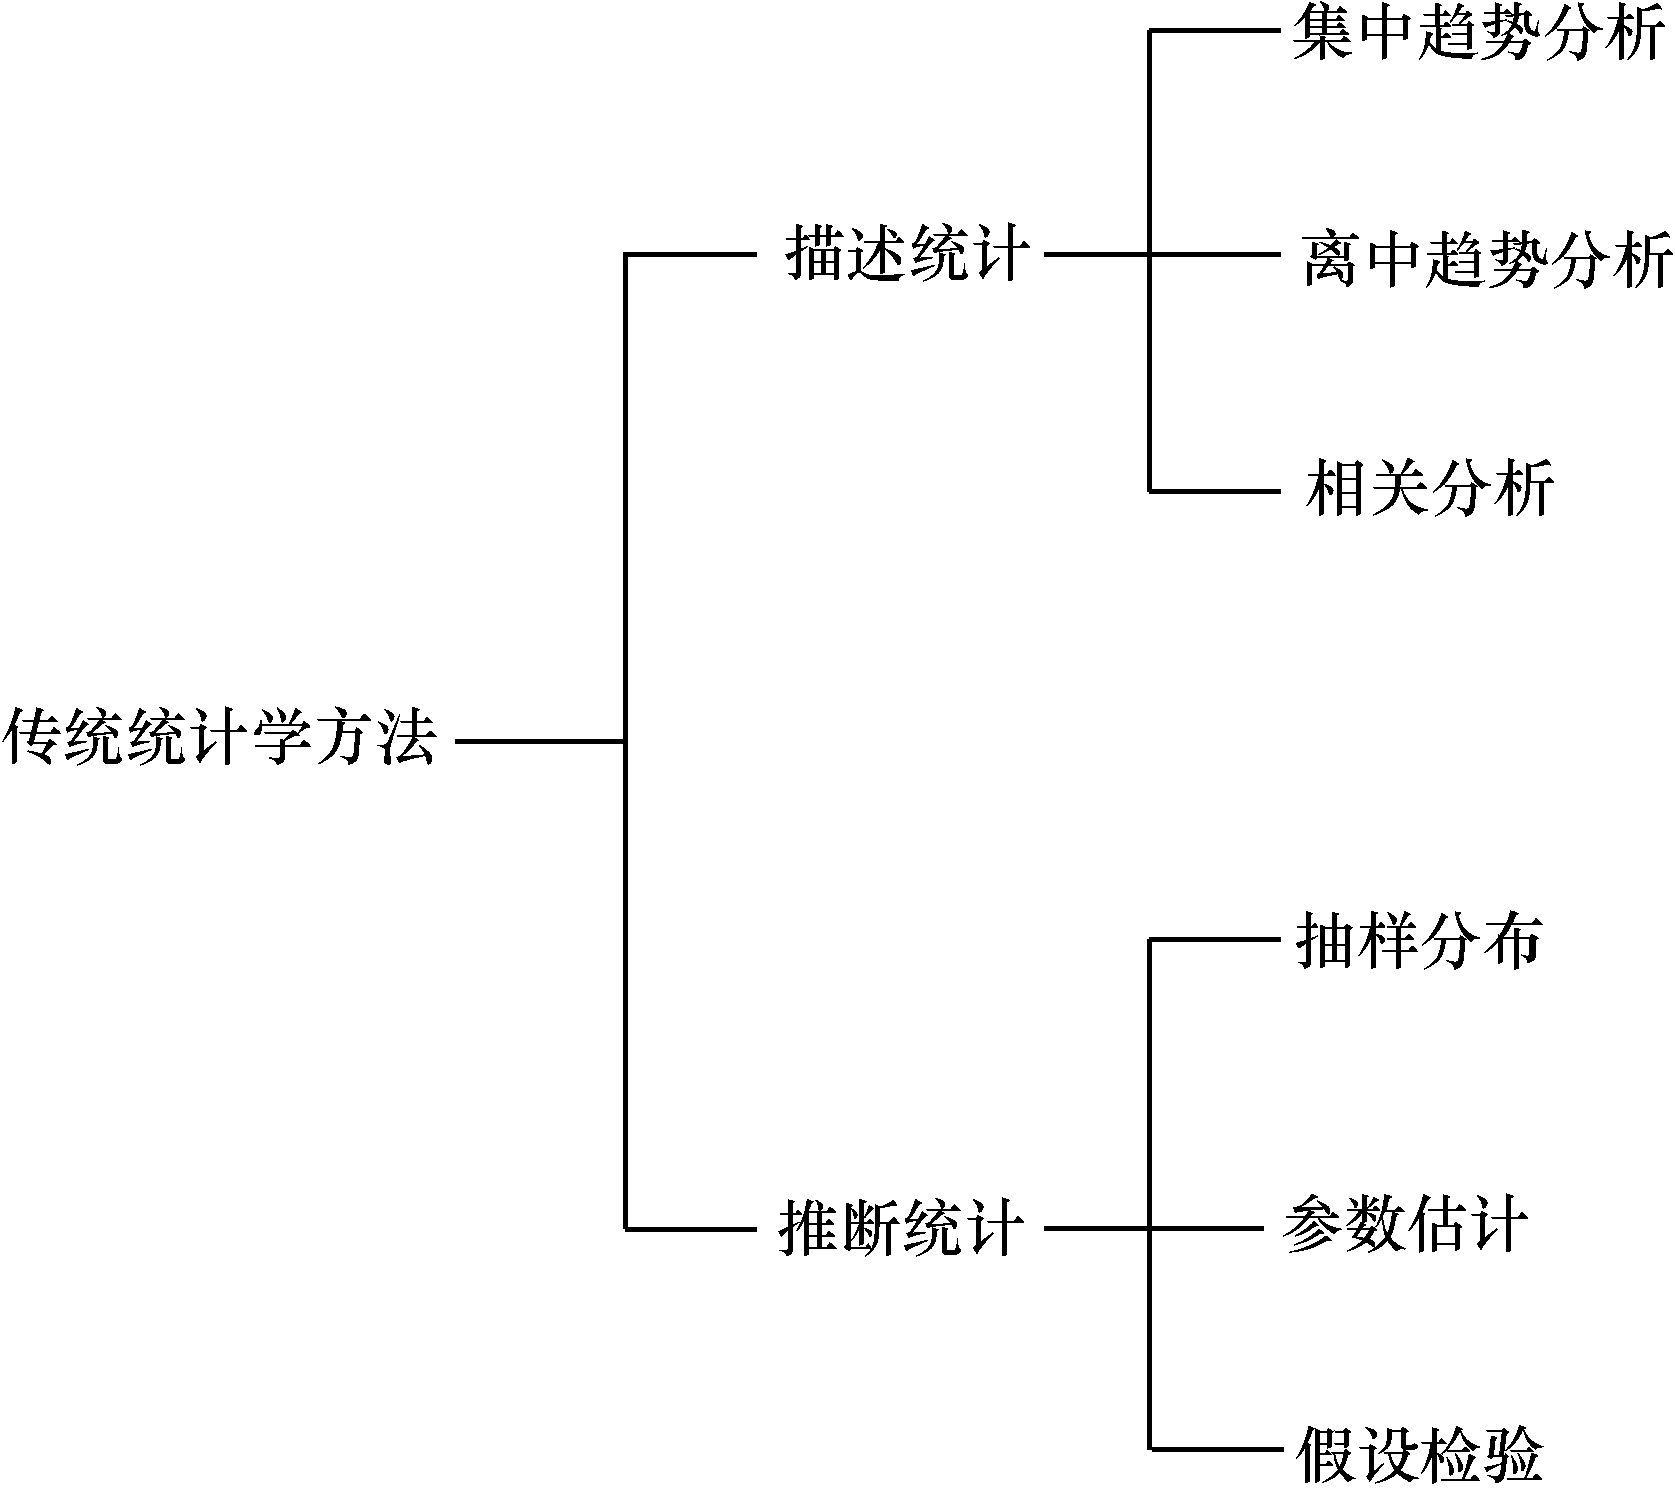 集中趋势分析
描述统计
离中趋势分析
相关分析
传统统计学方法
抽样分布
推断统计
参数估计
假设检验